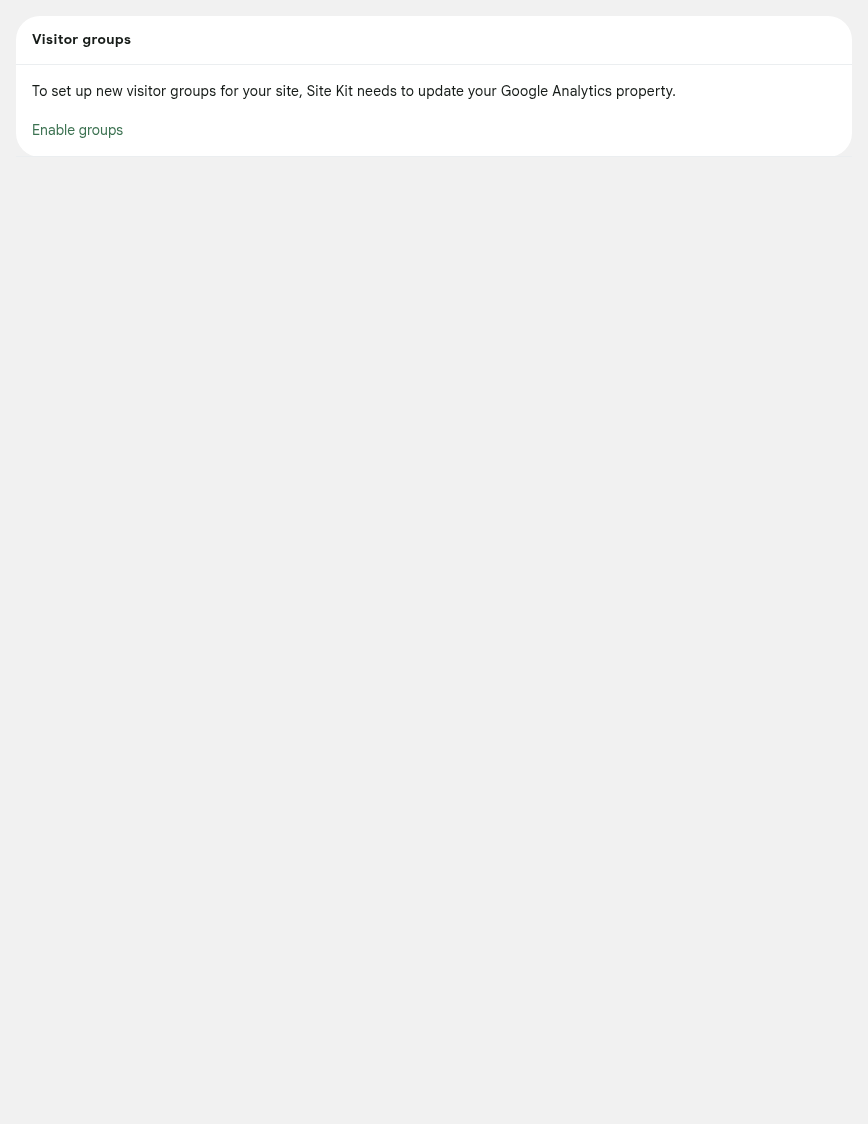 Visitor groups
To set up new visitor groups for your site, Site Kit needs to update your Google Analytics property.
Enable groups